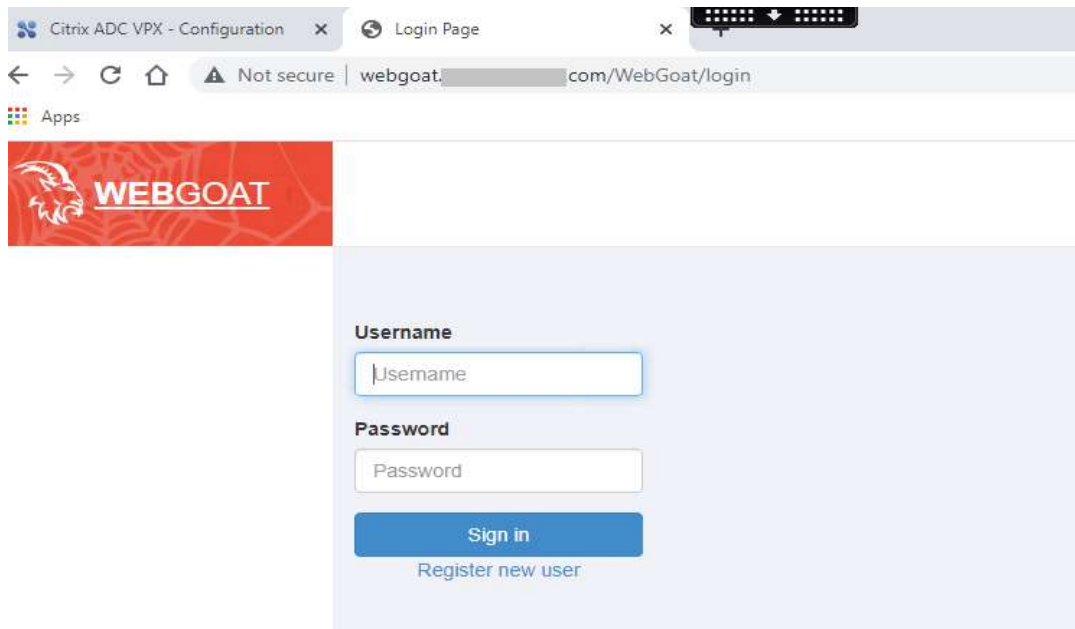 Citrix ADC VPX - Configuration
Login Page
Not secure | webgoat. com/WebGoat/login
Apps
WEBGOAT
Username
Username
Password
Password
Sign in
Register new user